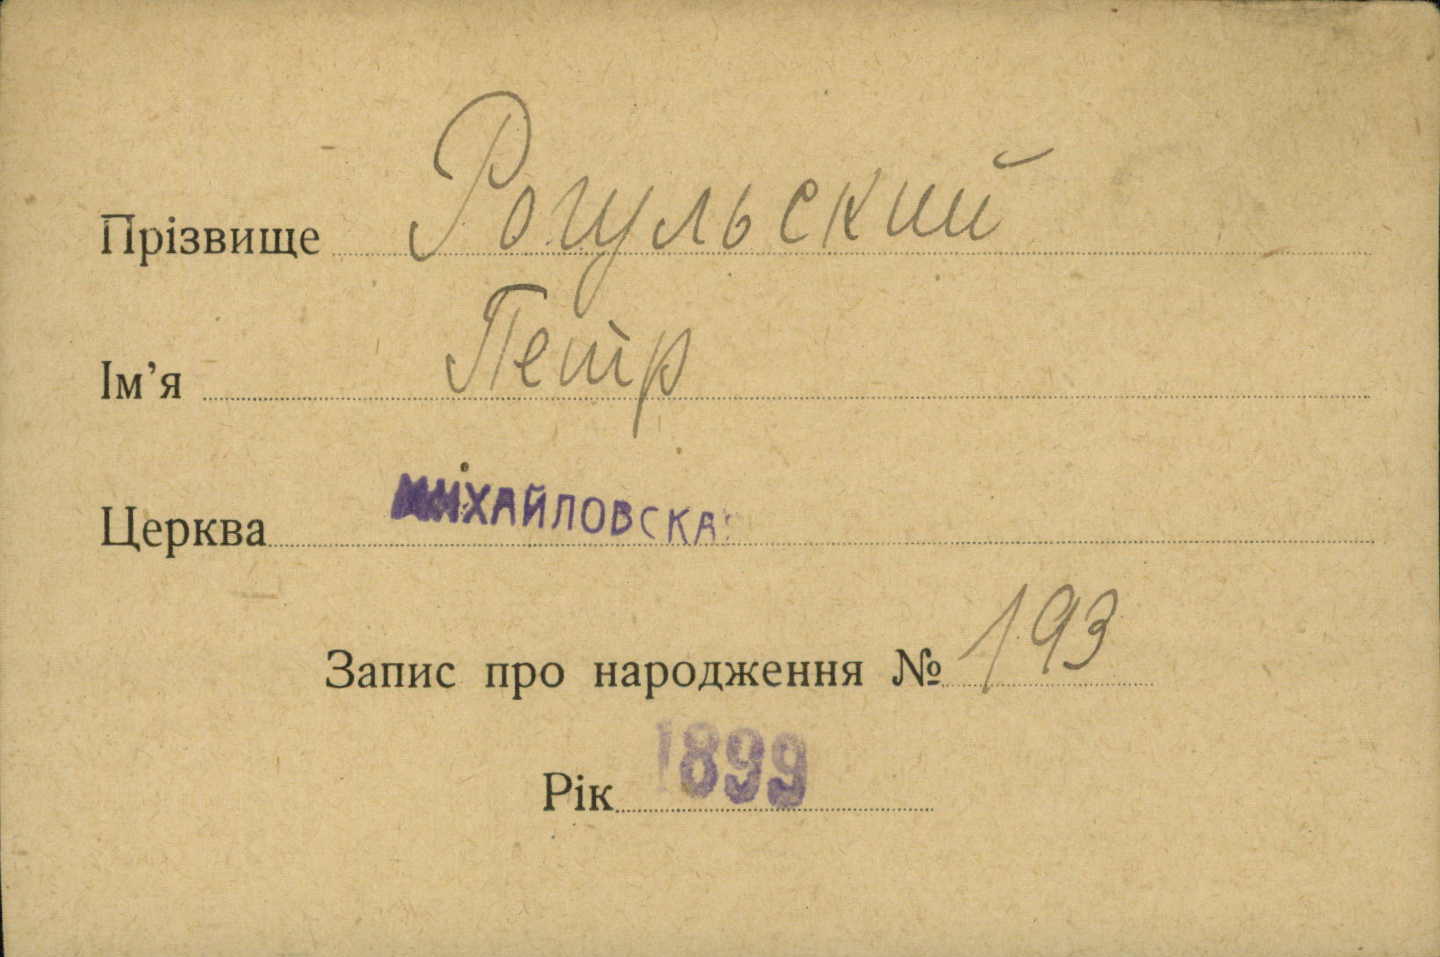 Прізвище Рогульский
Ім'я Петр
Церква МИХАЙЛОВСКАЯ
Запис про народження № 193
Рік 1899